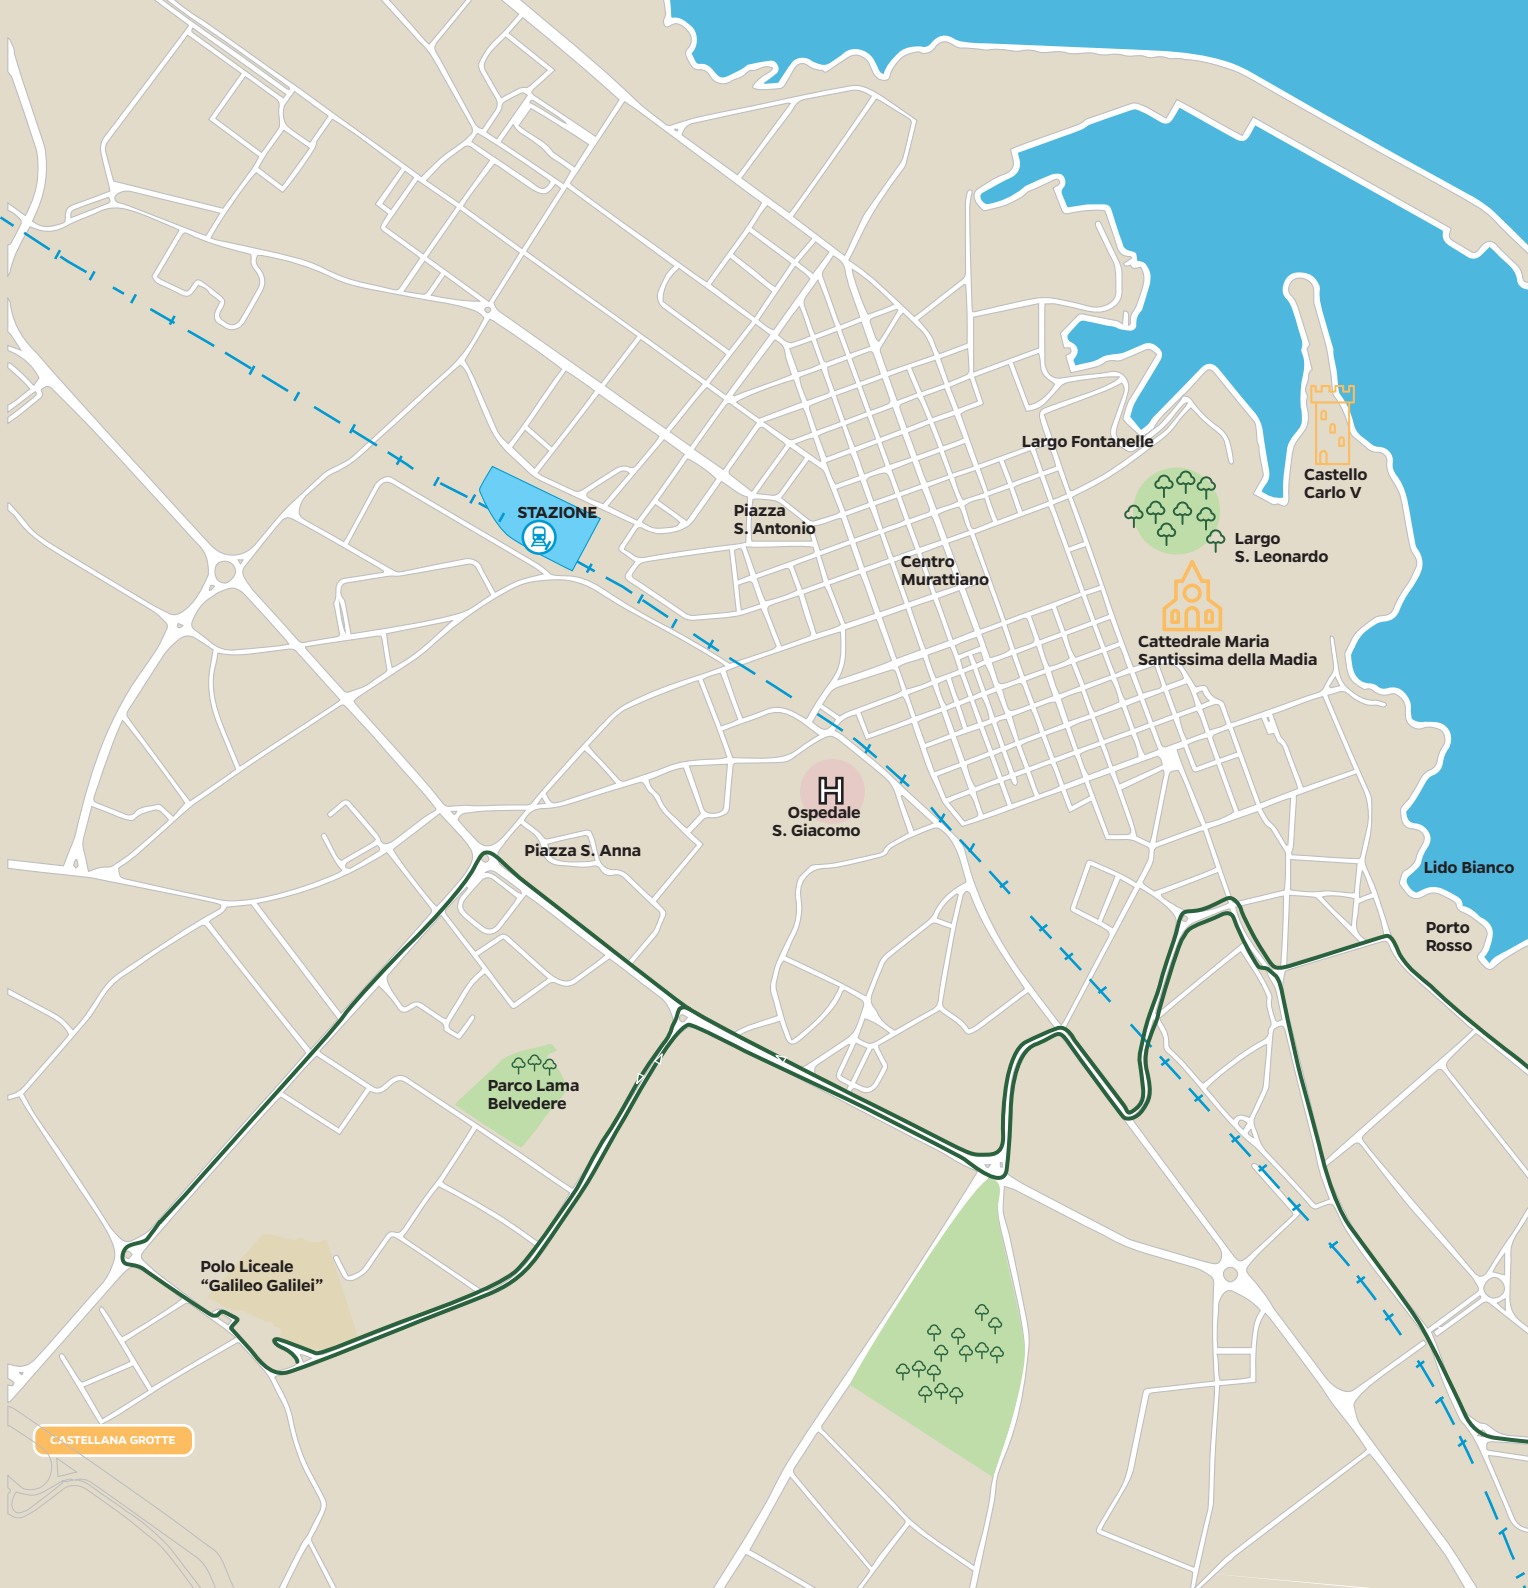 Largo Fontanelle
Castello
Carlo V
STAZIONE
Piazza
S. Antonio
Largo
S. Leonardo
Centro
Murattiano
Cattedrale Maria
Santissima della Madia
H
Ospedale
S. Giacomo
Piazza S. Anna
Lido Bianco
Porto
Rosso
Parco Lama
Belvedere
Polo Liceale
“Galileo Galilei”
CASTELLANA GROTTE